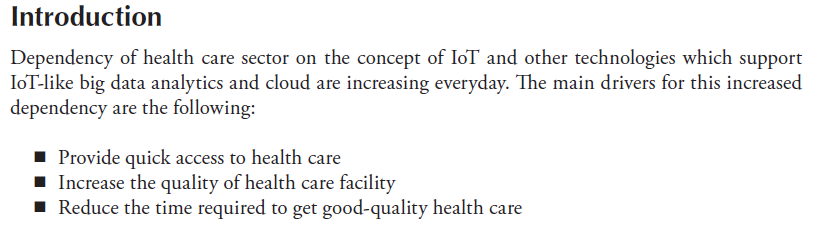 Introduction
Dependency of health care sector on the concept of IoT and other technologies which support
IoT-like big data analytics and cloud are increasing everyday. The main drivers for this increased
dependency are the following:
■ Provide quick access to health care
■ Increase the quality of health care facility
■ Reduce the time required to get good-quality health care